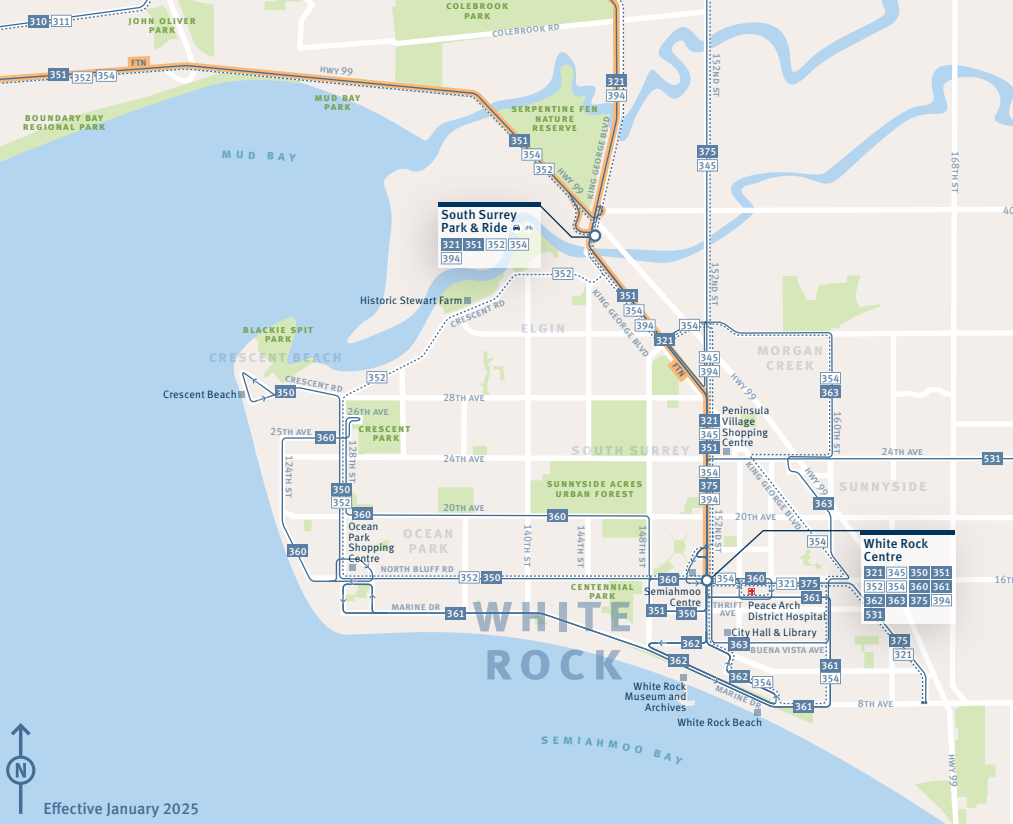 310 311
JOHN OLIVER
PARK
COLEBROOK
PARK
COLEBROOK RD
FTN
351 352 354
HWY 99
MUD BAY
PARK
BOUNDARY BAY
REGIONAL PARK
MUD BAY
SERPENTINE FEN
NATURE
RESERVE
321
394
152ND ST
KING GEORGE BLVD
351
354
352
HWY 99
375
345
168TH ST
South Surrey
Park & Ride
321 351 352 354
394
40
352
Historic Stewart Farm
CRESCENT RD
351
354
394
321
354
KING GEORGE BLVD
152ND ST
ELGIN
BLACKIE SPIT
PARK
CRESCENT BEACH
MORGAN
CREEK
345
394
FTN
HWY 99
354
363
Crescent Beach
350
CRESCENT RD
352
28TH AVE
26TH AVE
25TH AVE
360
CRESCENT
PARK
321
345
351
Peninsula
Village
Shopping
Centre
160TH ST
124TH ST
128TH ST
24TH AVE
SOUTH SURREY
24TH AVE
531
354
375
394
KING GEORGE BLVD
HWY 99
SUNNYSIDE
350
352
SUNNYSIDE ACRES
URBAN FOREST
363
360
20TH AVE
360
152ND ST
20TH AVE
Ocean
Park
Shopping
Centre
OCEAN
PARK
140TH ST
144TH ST
148TH ST
354
360
White Rock
Centre
321 345 350 351
352 354 360 361
362 363 375 394
531
NORTH BLUFF RD
352 350
360
354 360 321 375
16TH
CENTENNIAL
PARK
Semiahmoo
Centre
351 350
THRIFT
AVE
361
Peace Arch
District Hospital
MARINE DR
361
WHITE
ROCK
City Hall & Library
362
363
BUENA VISTA AVE
375
321
362
361
354
362
354
White Rock
Museum and
Archives
MARINE DR
361
8TH AVE
White Rock Beach
SEMIAHMOO BAY
HWY 99
N
Effective January 2025